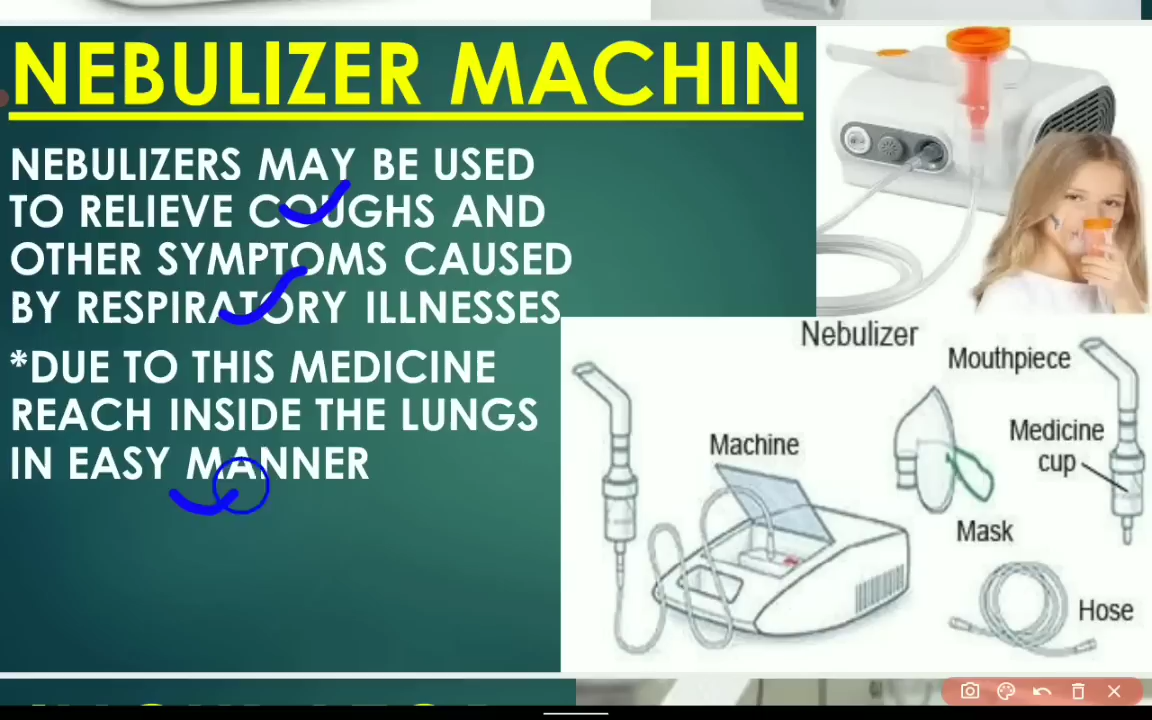 NEBULIZER MACHIN
NEBULIZERS MAY BE USED
TO RELIEVE COUGHS AND
OTHER SYMPTOMS CAUSED
BY RESPIRATORY ILLNESSES
*DUE TO THIS MEDICINE
REACH INSIDE THE LUNGS
IN EASY MANNER
Nebulizer
Mouthpiece
Machine
Medicine
cup
Mask
Hose